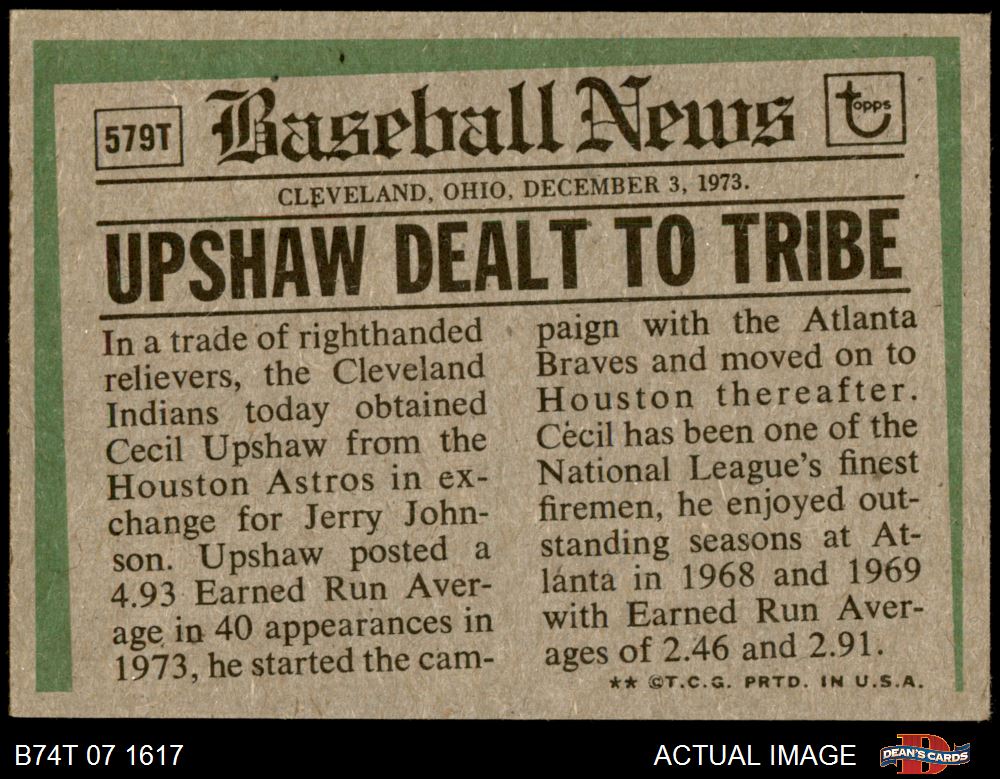 579T
Baseball News
Topps
CLEVELAND, OHIO, DECEMBER 3, 1973.
UPSHAW DEALT TO TRIBE
In a trade of righthanded
relievers, the Cleveland
Indians today obtained
Cecil Upshaw from the
Houston Astros in ex-
change for Jerry John-
son. Upshaw posted a
4.93 Earned Run Aver-
age in 40 appearances in
1973, he started the cam-
paign with the Atlanta
Braves and moved on to
Houston thereafter.
Cecil has been one of the
National League's finest
firemen, he enjoyed out-
standing seasons at At-
lanta in 1968 and 1969
with Earned Run Aver-
ages of 2.46 and 2.91.
** ©T.C.G. PRTD. IN U.S.A.
B74T 07 1617
ACTUAL IMAGE
DEAN'S CARDS